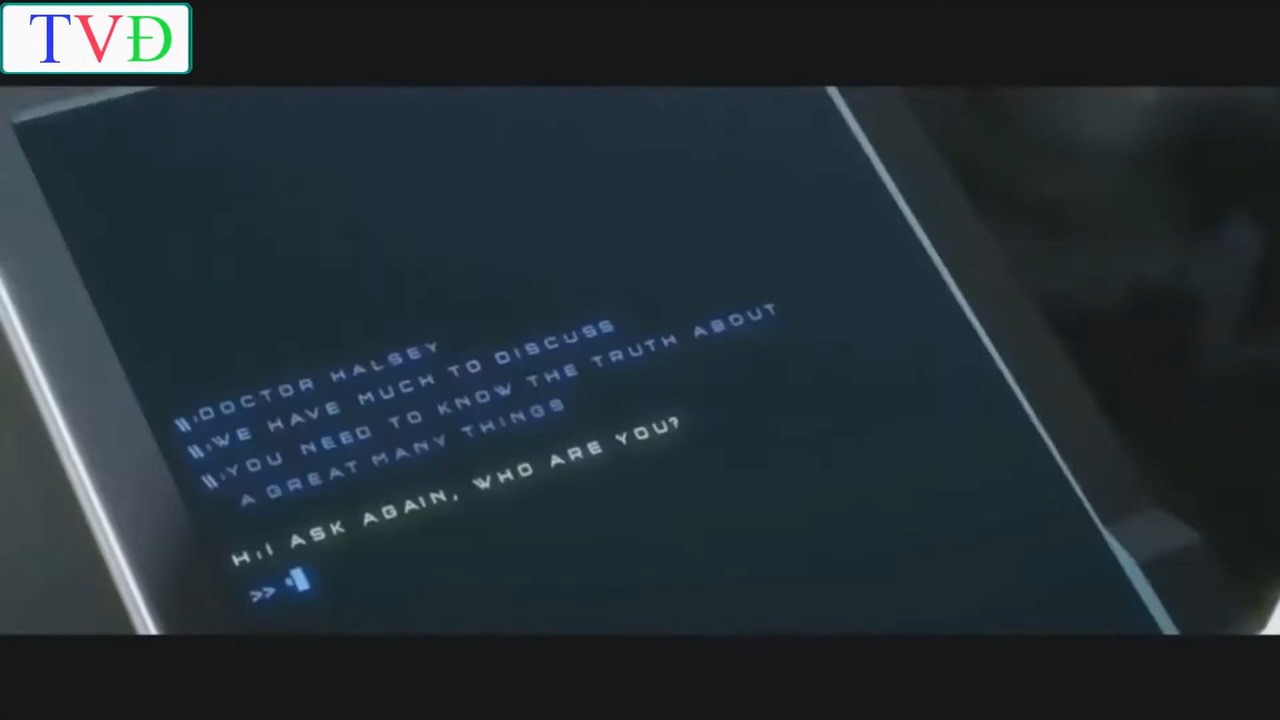 TVĐ
\\:DOCTOR HALSEY
\\:WE HAVE MUCH TO DISCUSS
\\:YOU NEED TO KNOW THE TRUTH ABOUT
A GREAT MANY THINGS
H:I ASK AGAIN, WHO ARE YOU?
>>